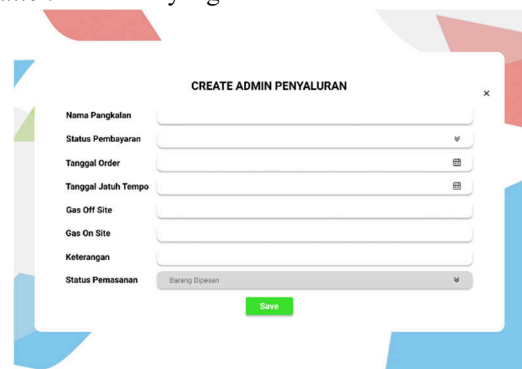 CREATE ADMIN PENYALURAN
×
Nama Pangkalan
Status Pembayaran
Tanggal Order
Tanggal Jatuh Tempo
Gas Off Site
Gas On Site
Keterangan
Status Pemasanan Barang Dipesan
Save